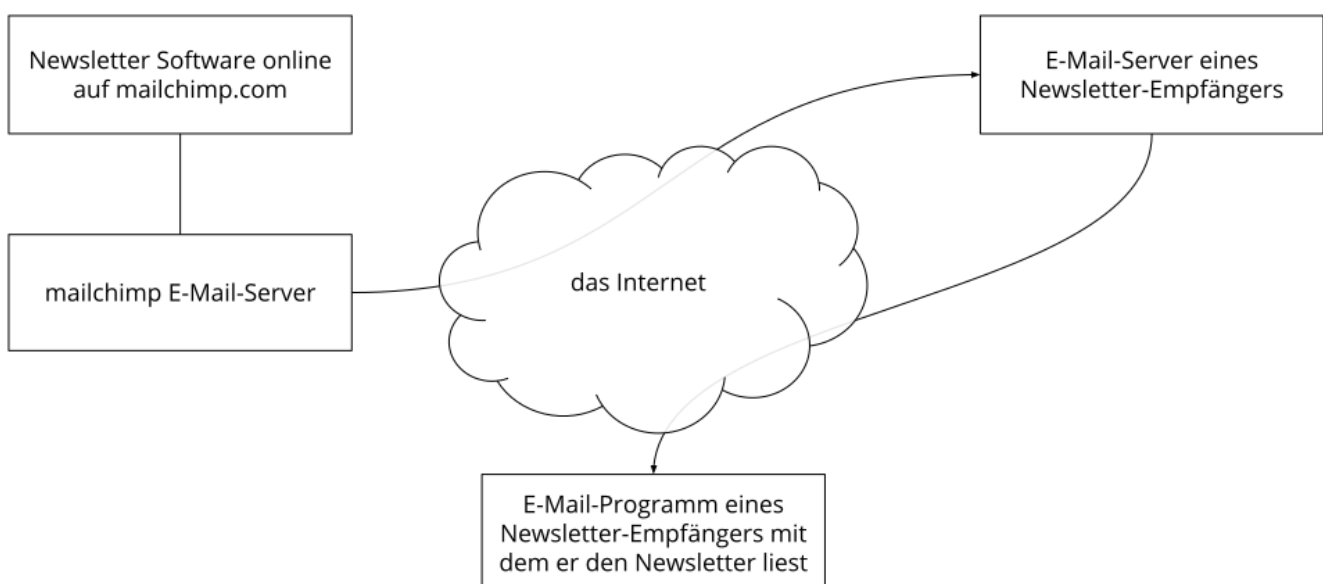 Newsletter Software online
auf mailchimp.com
E-Mail-Server eines
Newsletter-Empfängers
mailchimp E-Mail-Server
das Internet
E-Mail-Programm eines
Newsletter-Empfängers mit
dem er den Newsletter liest